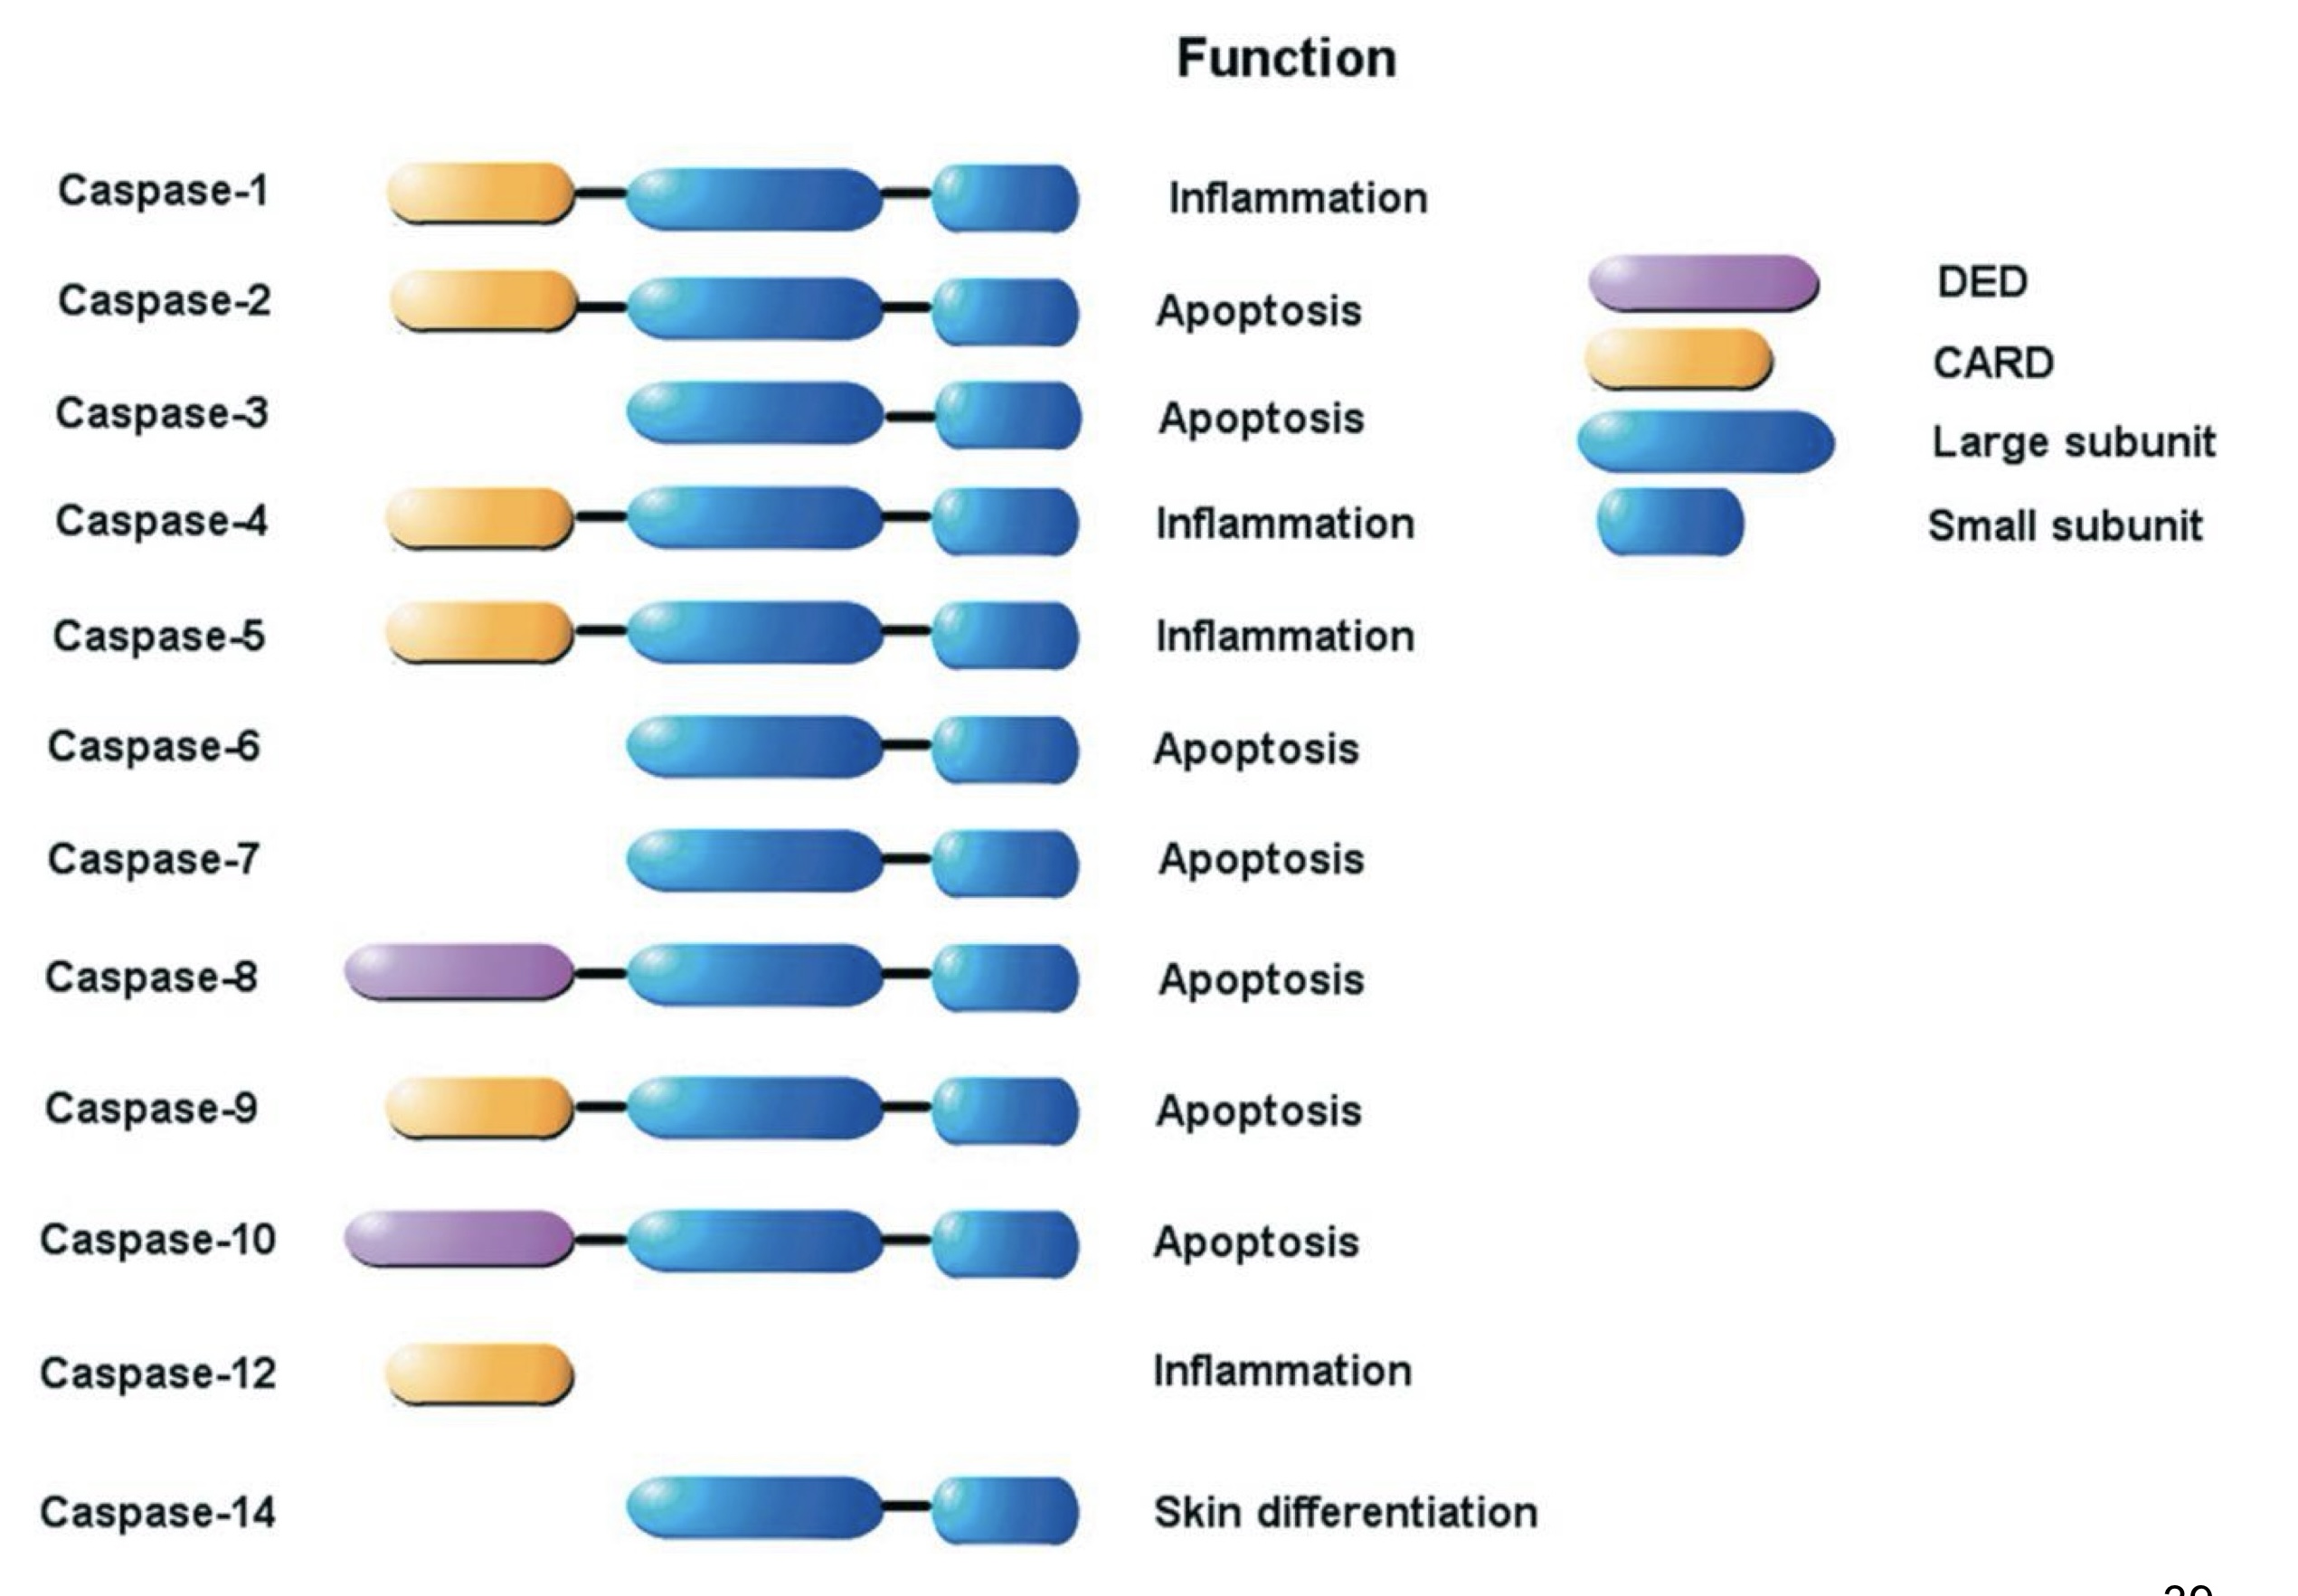 Function
Caspase-1 Inflammation
Caspase-2 Apoptosis
Caspase-3 Apoptosis
Caspase-4 Inflammation
Caspase-5 Inflammation
Caspase-6 Apoptosis
Caspase-7 Apoptosis
Caspase-8 Apoptosis
Caspase-9 Apoptosis
Caspase-10 Apoptosis
Caspase-12 Inflammation
Caspase-14 Skin differentiation
DED
CARD
Large subunit
Small subunit